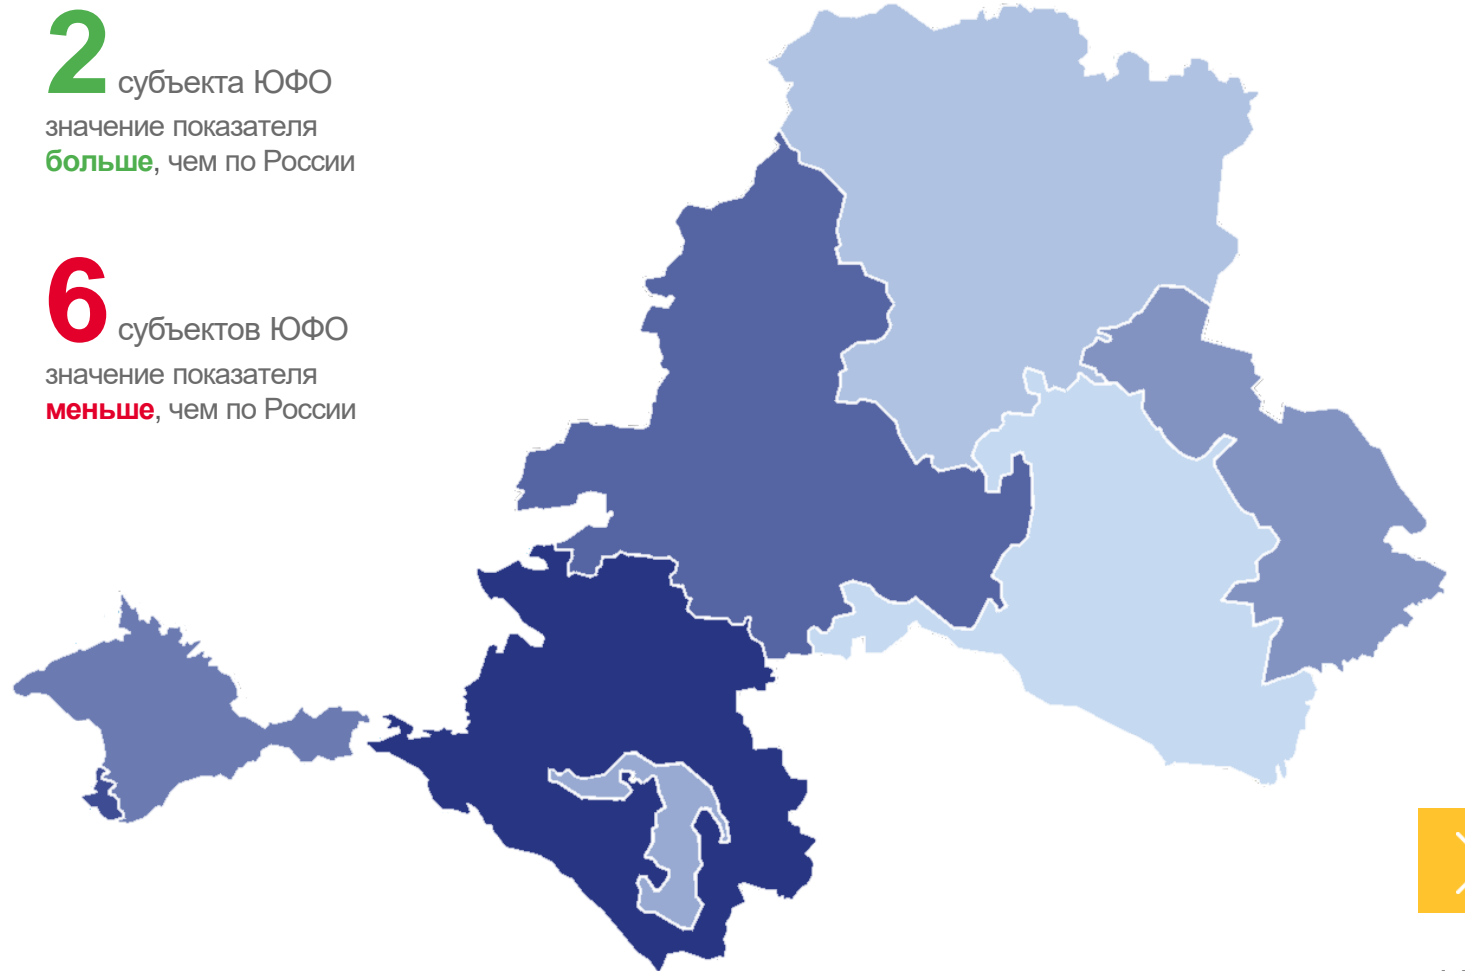 2 субъекта ЮФО
значение показателя
больше, чем по России
6 субъектов ЮФО
значение показателя
меньше, чем по России